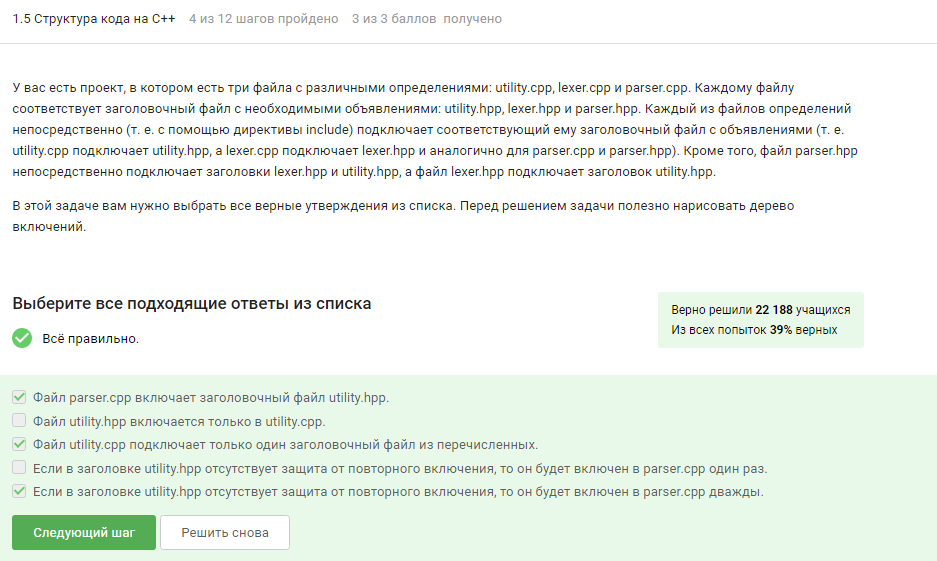 1.5 Структура кода на C++ 4 из 12 шагов пройдено 3 из 3 баллов получено
У вас есть проект, в котором есть три файла с различными определениями: utility.cpp, lexer.cpp и parser.cpp. Каждому файлу
соответствует заголовочный файл с необходимыми объявлениями: utility.hpp, lexer.hpp и parser.hpp. Каждый из файлов определений
непосредственно (т. е. с помощью директивы include) подключает соответствующий ему заголовочный файл с объявлениями (т. е.
utility.cpp подключает utility.hpp, а lexer.cpp подключает lexer.hpp и аналогично для parser.cpp и parser.hpp). Кроме того, файл parser.hpp
непосредственно подключает заголовки lexer.hpp и utility.hpp, а файл lexer.hpp подключает заголовок utility.hpp.
В этой задаче вам нужно выбрать все верные утверждения из списка. Перед решением задачи полезно нарисовать дерево
включений.
Выберите все подходящие ответы из списка
Верно решили 22 188 учащихся
Из всех попыток 39% верных
Всё правильно.
Файл parser.cpp включает заголовочный файл utility.hpp.
Файл utility.hpp включается только в utility.cpp.
Файл utility.cpp подключает только один заголовочный файл из перечисленных.
Если в заголовке utility.hpp отсутствует защита от повторного включения, то он будет включен в parser.cpp один раз.
Если в заголовке utility.hpp отсутствует защита от повторного включения, то он будет включен в parser.cpp дважды.
Следующий шаг Решить снова